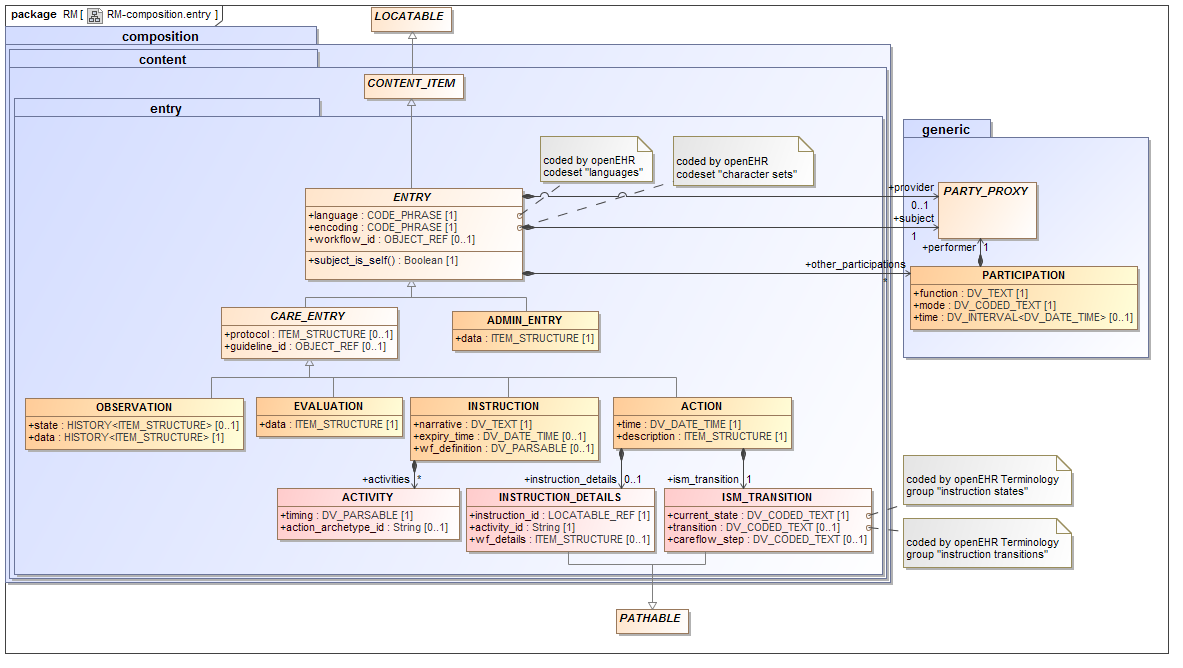 package RM [ RM-composition.entry ]
LOCATABLE
composition
content
CONTENT_ITEM
entry
generic
coded by openEHR
codeset "languages"
coded by openEHR
codeset "character sets"
ENTRY
+language : CODE_PHRASE [1]
+encoding : CODE_PHRASE [1]
+workflow_id : OBJECT_REF [0..1]
+subject_is_self() : Boolean [1]
+provider
0..1
+subject
1
PARTY_PROXY
+performer
1
+other_participations
*
PARTICIPATION
+function : DV_TEXT [1]
+mode : DV_CODED_TEXT [1]
+time : DV_INTERVAL<DV_DATE_TIME> [0..1]
CARE_ENTRY
+protocol : ITEM_STRUCTURE [0..1]
+guideline_id : OBJECT_REF [0..1]
ADMIN_ENTRY
+data : ITEM_STRUCTURE [1]
OBSERVATION
+state : HISTORY<ITEM_STRUCTURE> [0..1]
+data : HISTORY<ITEM_STRUCTURE> [1]
EVALUATION
+data : ITEM_STRUCTURE [1]
INSTRUCTION
+narrative : DV_TEXT [1]
+expiry_time : DV_DATE_TIME [0..1]
+wf_definition : DV_PARSABLE [0..1]
ACTION
+time : DV_DATE_TIME [1]
+description : ITEM_STRUCTURE [1]
+activities *
+instruction_details 0..1
+ism_transition 1
ACTIVITY
+timing : DV_PARSABLE [1]
+action_archetype_id : String [0..1]
INSTRUCTION_DETAILS
+instruction_id : LOCATABLE_REF [1]
+activity_id : String [1]
+wf_details : ITEM_STRUCTURE [0..1]
ISM_TRANSITION
+current_state : DV_CODED_TEXT [1]
+transition : DV_CODED_TEXT [0..1]
+careflow_step : DV_CODED_TEXT [0..1]
coded by openEHR Terminology
group "instruction states"
coded by openEHR Terminology
group "instruction transitions"
PATHABLE